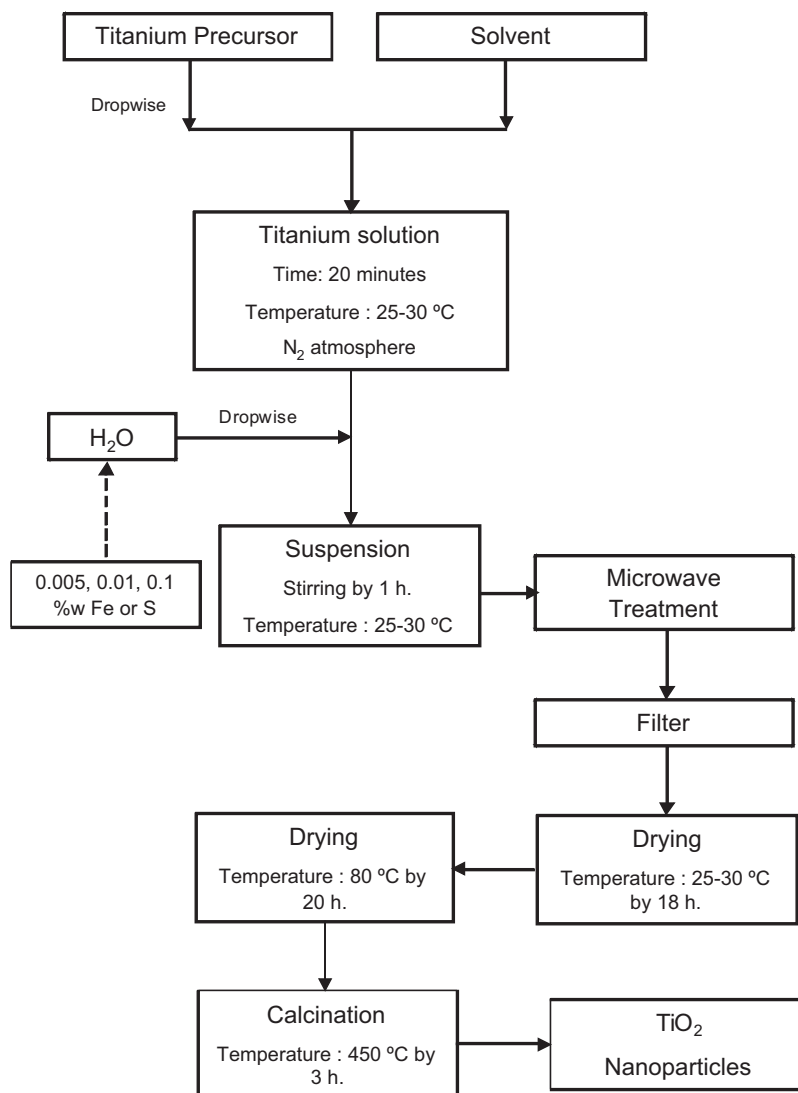 Titanium Precursor
Solvent
Dropwise
Titanium solution
Time: 20 minutes
Temperature : 25-30 ºC
N₂ atmosphere
H₂O
Dropwise
0.005, 0.01, 0.1
%w Fe or S
Suspension
Stirring by 1 h.
Temperature : 25-30 ºC
Microwave
Treatment
Filter
Drying
Temperature : 25-30 ºC
by 18 h.
Drying
Temperature : 80 ºC by
20 h.
Calcination
Temperature : 450 ºC by
3 h.
TiO₂
Nanoparticles